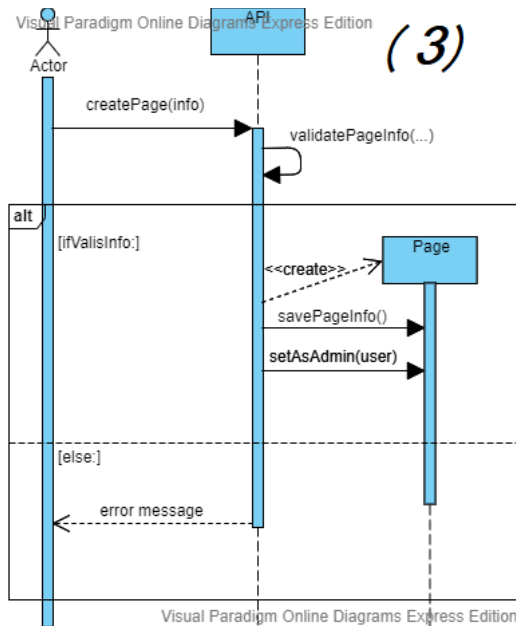 Visual Paradigm Online Diagrams Express Edition
API
(3)
Actor
createPage(info)
validatePageInfo(...)
alt
[ifValisInfo:]
Page
<<create>>
savePageInfo()
setAsAdmin(user)
[else:]
error message
Visual Paradigm Online Diagrams Express Edition